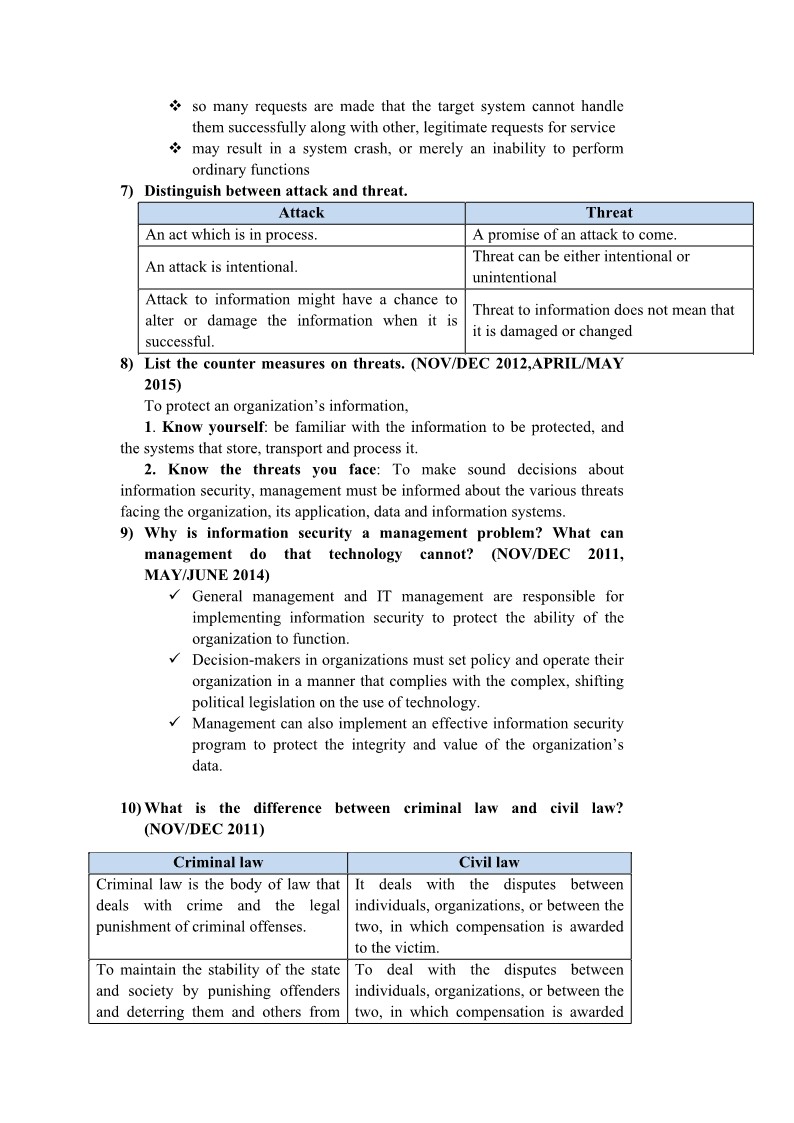 ❖ so many requests are made that the target system cannot handle
them successfully along with other, legitimate requests for service
❖ may result in a system crash, or merely an inability to perform
ordinary functions
7) Distinguish between attack and threat.
Attack Threat
An act which is in process. A promise of an attack to come.
An attack is intentional. Threat can be either intentional or
unintentional
Attack to information might have a chance to
alter or damage the information when it is
successful.
Threat to information does not mean that
it is damaged or changed
8) List the counter measures on threats. (NOV/DEC 2012,APRIL/MAY
2015)
To protect an organization’s information,
1. Know yourself: be familiar with the information to be protected, and
the systems that store, transport and process it.
2. Know the threats you face: To make sound decisions about
information security, management must be informed about the various threats
facing the organization, its application, data and information systems.
9) Why is information security a management problem? What can
management do that technology cannot? (NOV/DEC 2011,
MAY/JUNE 2014)
✓ General management and IT management are responsible for
implementing information security to protect the ability of the
organization to function.
✓ Decision-makers in organizations must set policy and operate their
organization in a manner that complies with the complex, shifting
political legislation on the use of technology.
✓ Management can also implement an effective information security
program to protect the integrity and value of the organization’s
data.
10) What is the difference between criminal law and civil law?
(NOV/DEC 2011)
Criminal law Civil law
Criminal law is the body of law that
deals with crime and the legal
punishment of criminal offenses.
It deals with the disputes between
individuals, organizations, or between the
two, in which compensation is awarded
to the victim.
To maintain the stability of the state
and society by punishing offenders
and deterring them and others from
To deal with the disputes between
individuals, organizations, or between the
two, in which compensation is awarded